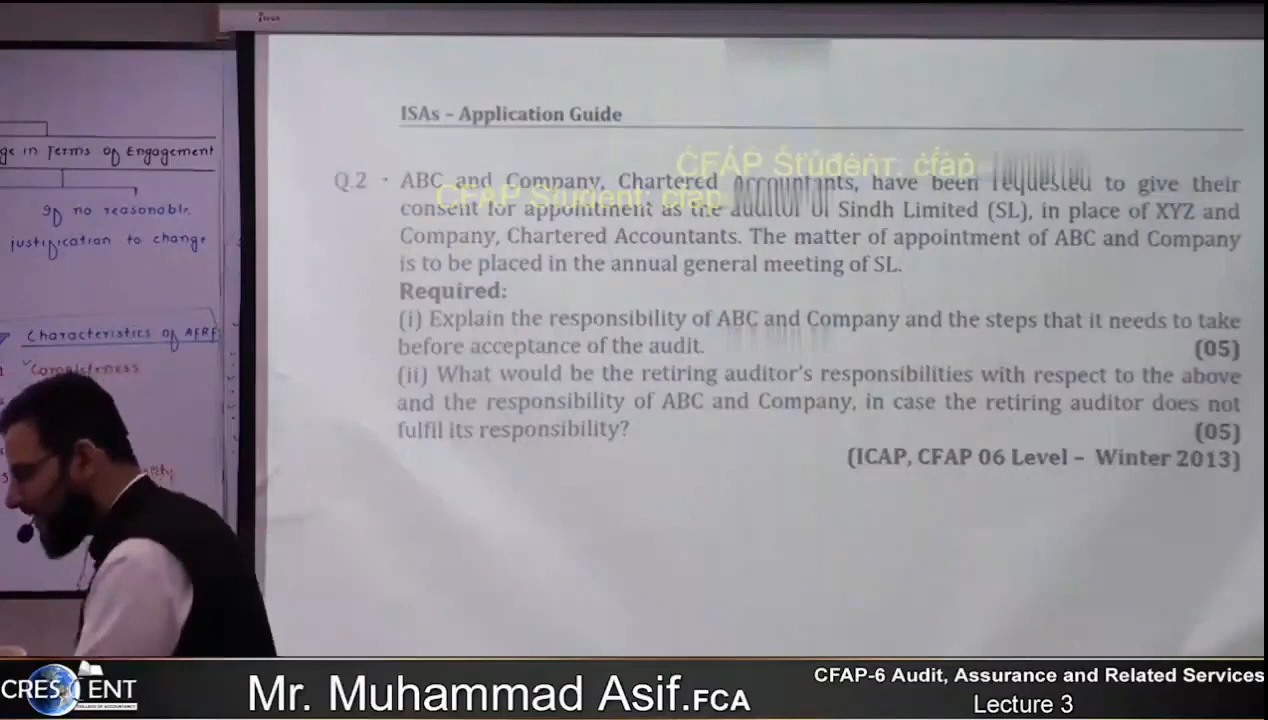 ge in Terms of Engagement
If no reasonable
justification to change
Characteristics of AFRF
Completeness
ISAs – Application Guide
CFAP Student: cfap
CFAP Student: cfap
Q.2 · ABC and Company, Chartered Accountants, have been requested to give their
consent for appointment as the auditor of Sindh Limited (SL), in place of XYZ and
Company, Chartered Accountants. The matter of appointment of ABC and Company
is to be placed in the annual general meeting of SL.
Required:
(i) Explain the responsibility of ABC and Company and the steps that it needs to take
before acceptance of the audit. (05)
(ii) What would be the retiring auditor's responsibilities with respect to the above
and the responsibility of ABC and Company, in case the retiring auditor does not
fulfil its responsibility? (05)
(ICAP, CFAP 06 Level – Winter 2013)
CRESCENT
Mr. Muhammad Asif.FCA
CFAP-6 Audit, Assurance and Related Services
Lecture 3